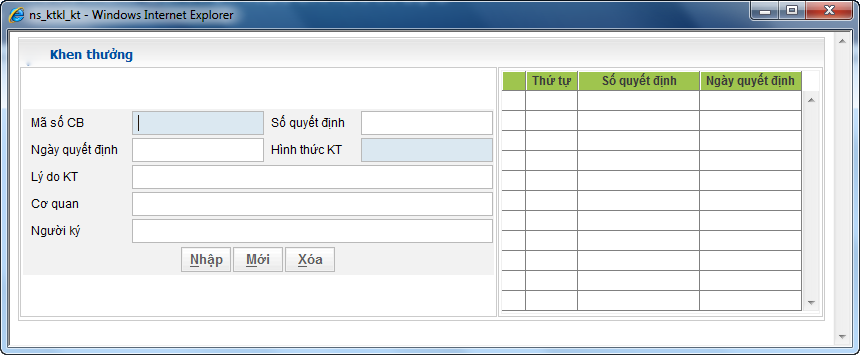 ns_ktkl_kt - Windows Internet Explorer
Khen thưởng
Mã số CB Số quyết định
Ngày quyết định Hình thức KT
Lý do KT
Cơ quan
Người ký
Nhập Mới Xóa
Thứ tự Số quyết định Ngày quyết định